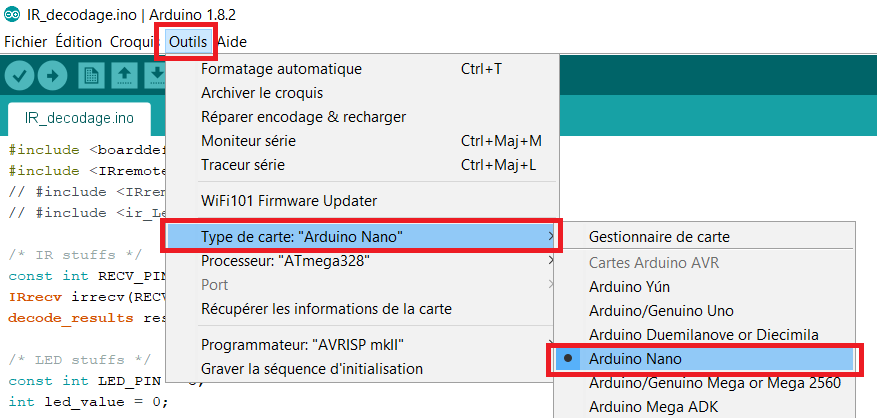 IR_decodage.ino | Arduino 1.8.2
Fichier Édition Croquis Outils Aide
IR_decodage.ino
Formatage automatique Ctrl+T
Archiver le croquis
Réparer encodage & recharger
Moniteur série Ctrl+Maj+M
Traceur série Ctrl+Maj+L
WiFi101 Firmware Updater
Type de carte: "Arduino Nano"
Processeur: "ATmega328"
Port
Récupérer les informations de la carte
Programmateur: "AVRISP mkII"
Graver la séquence d'initialisation
Gestionnaire de carte
Cartes Arduino AVR
Arduino Yún
Arduino/Genuino Uno
Arduino Duemilanove or Diecimila
Arduino Nano
Arduino/Genuino Mega or Mega 2560
Arduino Mega ADK
#include <boarddef
#include <IRremote
// #include <IRrem
// #include <ir_Le
/* IR stuffs */
const int RECV_PIN
IRrecv irrecv(RECV
decode_results res
/* LED stuffs */
const int LED_PIN
int led_value = 0;